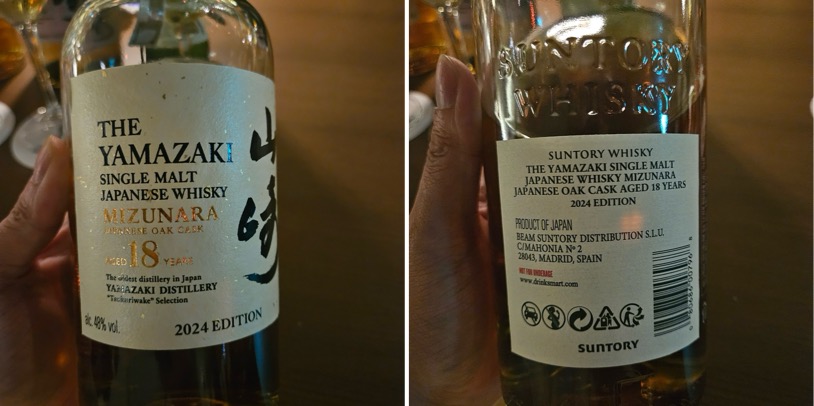 THE
YAMAZAKI
SINGLE MALT
JAPANESE WHISKY
MIZUNARA
JAPANESE OAK CASK
AGED 18 YEARS
The oldest distillery in Japan
YAMAZAKI DISTILLERY
"Tsukuriwake" Selection
alc. 48% vol.
2024 EDITION
山崎
SUNTORY
WHISKY
SUNTORY WHISKY
THE YAMAZAKI SINGLE MALT
JAPANESE WHISKY MIZUNARA
JAPANESE OAK CASK AGED 18 YEARS
2024 EDITION
PRODUCT OF JAPAN
BEAM SUNTORY DISTRIBUTION S.L.U.
C/MAHONIA Nº 2
28043, MADRID, SPAIN
www.drinksmart.com
SUNTORY